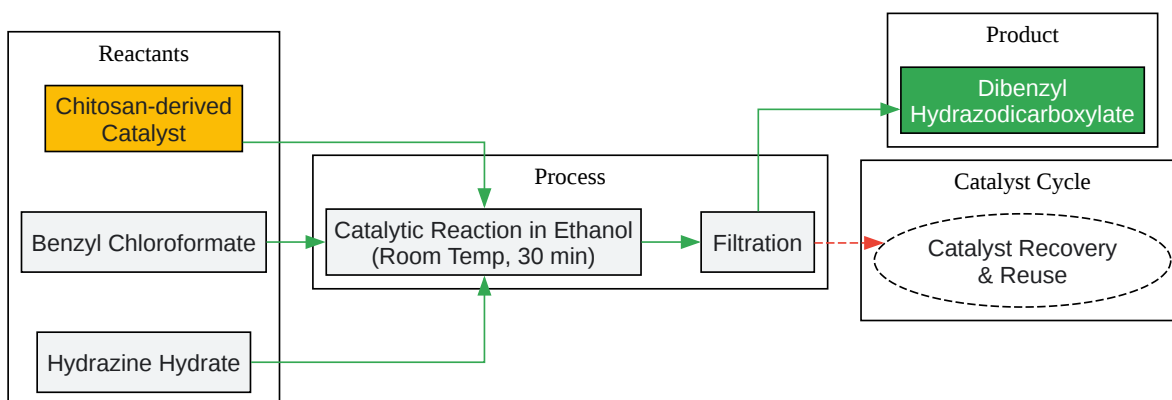 Reactants
Chitosan-derived
Catalyst
Benzyl Chloroformate
Hydrazine Hydrate
Process
Catalytic Reaction in Ethanol
(Room Temp, 30 min)
Filtration
Product
Dibenzyl
Hydrazodicarboxylate
Catalyst Cycle
Catalyst Recovery
& Reuse